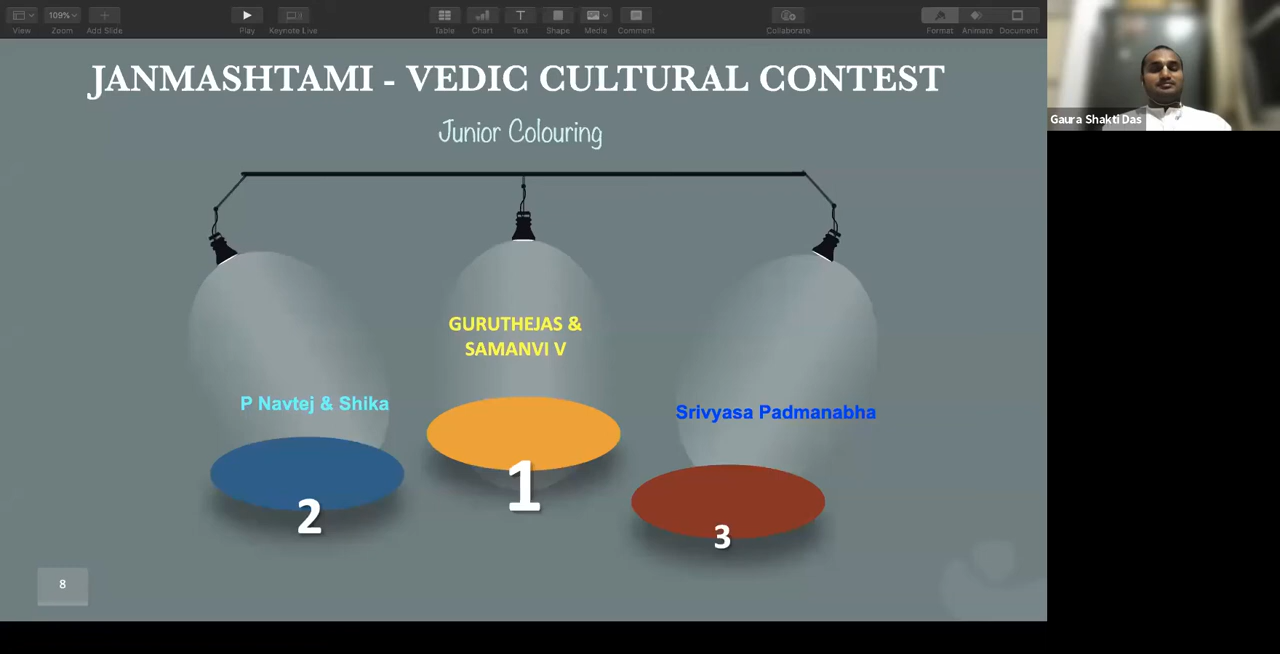 109%
View
Zoom
Add Slide
Play
Keynote Live
Table
Chart
Text
Shape
Media
Comment
Collaborate
Format
Animate
Document
JANMASHTAMI - VEDIC CULTURAL CONTEST
Junior Colouring
Gaura Shakti Das
GURUTHEJAS &
SAMANVI V
P Navtej & Shika
Srivyasa Padmanabha
1
2
3
8